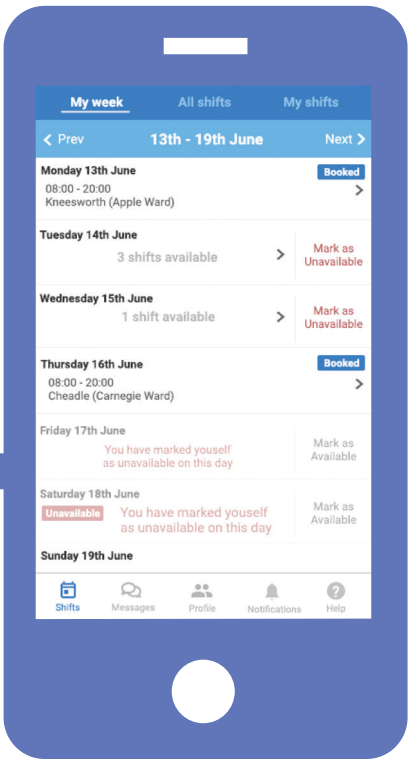 My week All shifts My shifts
Prev 13th - 19th June Next
Monday 13th June Booked
08:00 - 20:00
Kneesworth (Apple Ward)
Tuesday 14th June
3 shifts available
Mark as
Unavailable
Wednesday 15th June
1 shift available
Mark as
Unavailable
Thursday 16th June Booked
08:00 - 20:00
Cheadle (Carnegie Ward)
Friday 17th June
You have marked youself
as unavailable on this day
Mark as
Available
Saturday 18th June
Unavailable You have marked youself
as unavailable on this day
Mark as
Available
Sunday 19th June
Shifts Messages Profile Notifications Help